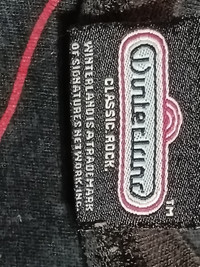 Winterland
TM
CLASSIC ROCK.
WINTERLAND IS A TRADEMARK
OF SIGNATURES NETWORK, INC.